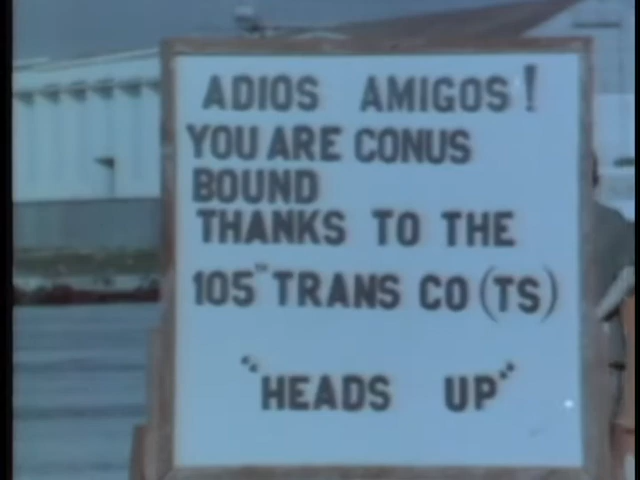 ADIOS AMIGOS!
YOU ARE CONUS
BOUND
THANKS TO THE
105TH TRANS CO (TS)
"HEADS UP"